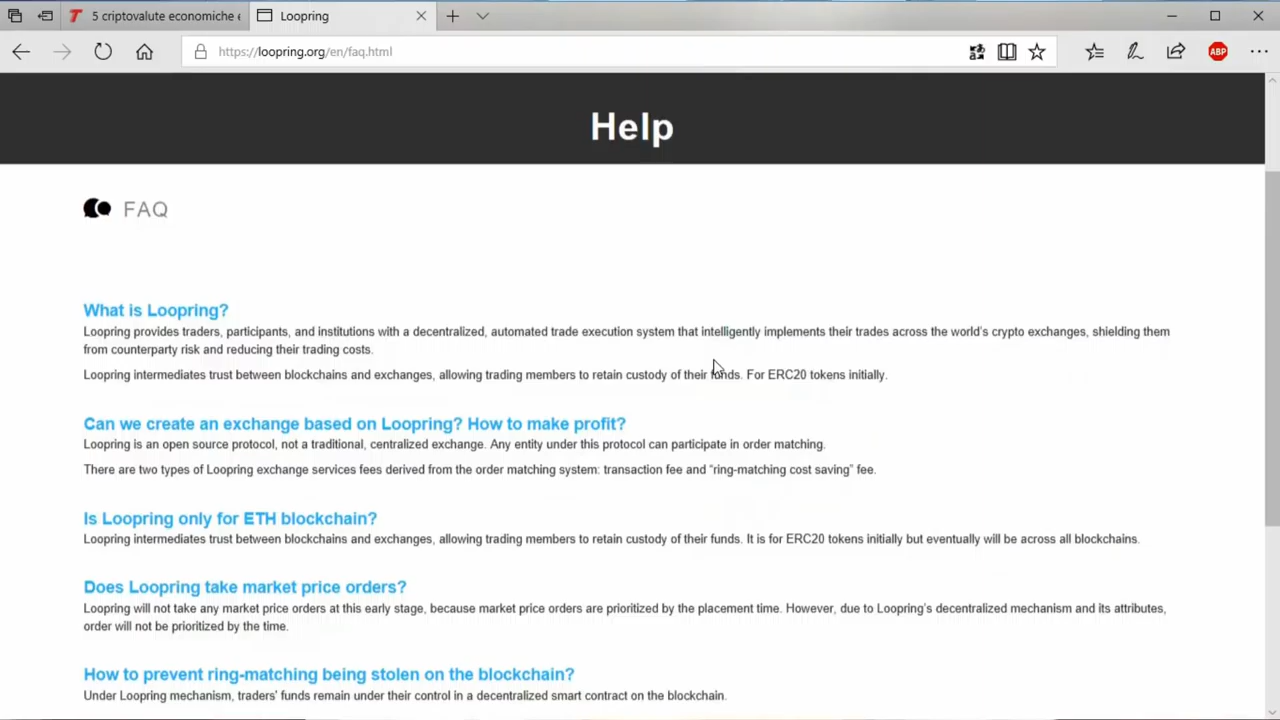 5 criptovalute economiche e
Loopring
https://loopring.org/en/faq.html
ABP
Help
FAQ
What is Loopring?
Loopring provides traders, participants, and institutions with a decentralized, automated trade execution system that intelligently implements their trades across the world's crypto exchanges, shielding them
from counterparty risk and reducing their trading costs.
Loopring intermediates trust between blockchains and exchanges, allowing trading members to retain custody of their funds. For ERC20 tokens initially.
Can we create an exchange based on Loopring? How to make profit?
Loopring is an open source protocol, not a traditional, centralized exchange. Any entity under this protocol can participate in order matching.
There are two types of Loopring exchange services fees derived from the order matching system: transaction fee and “ring-matching cost saving” fee.
Is Loopring only for ETH blockchain?
Loopring intermediates trust between blockchains and exchanges, allowing trading members to retain custody of their funds. It is for ERC20 tokens initially but eventually will be across all blockchains.
Does Loopring take market price orders?
Loopring will not take any market price orders at this early stage, because market price orders are prioritized by the placement time. However, due to Loopring's decentralized mechanism and its attributes,
order will not be prioritized by the time.
How to prevent ring-matching being stolen on the blockchain?
Under Loopring mechanism, traders' funds remain under their control in a decentralized smart contract on the blockchain.